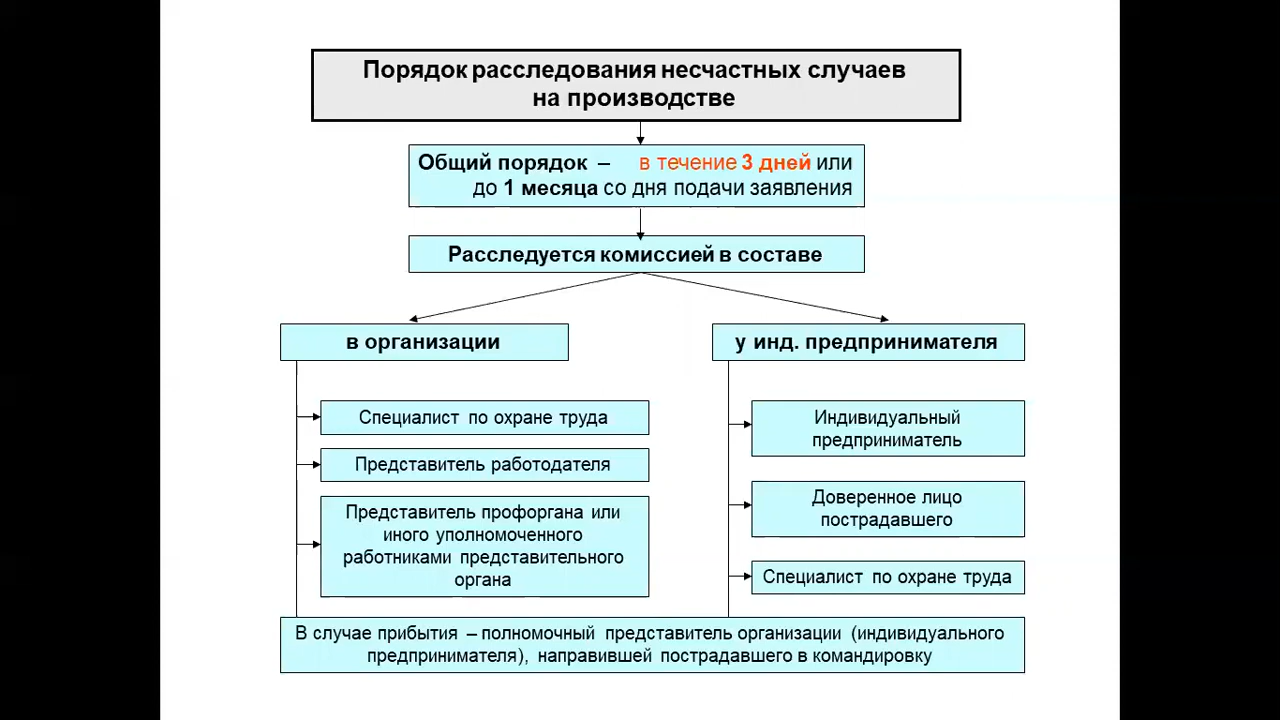 Порядок расследования несчастных случаев
на производстве
Общий порядок – в течение 3 дней или
до 1 месяца со дня подачи заявления
Расследуется комиссией в составе
в организации
у инд. предпринимателя
Специалист по охране труда
Представитель работодателя
Представитель профоргана или
иного уполномоченного
работниками представительного
органа
Индивидуальный
предприниматель
Доверенное лицо
пострадавшего
Специалист по охране труда
В случае прибытия – полномочный представитель организации (индивидуального
предпринимателя), направившей пострадавшего в командировку